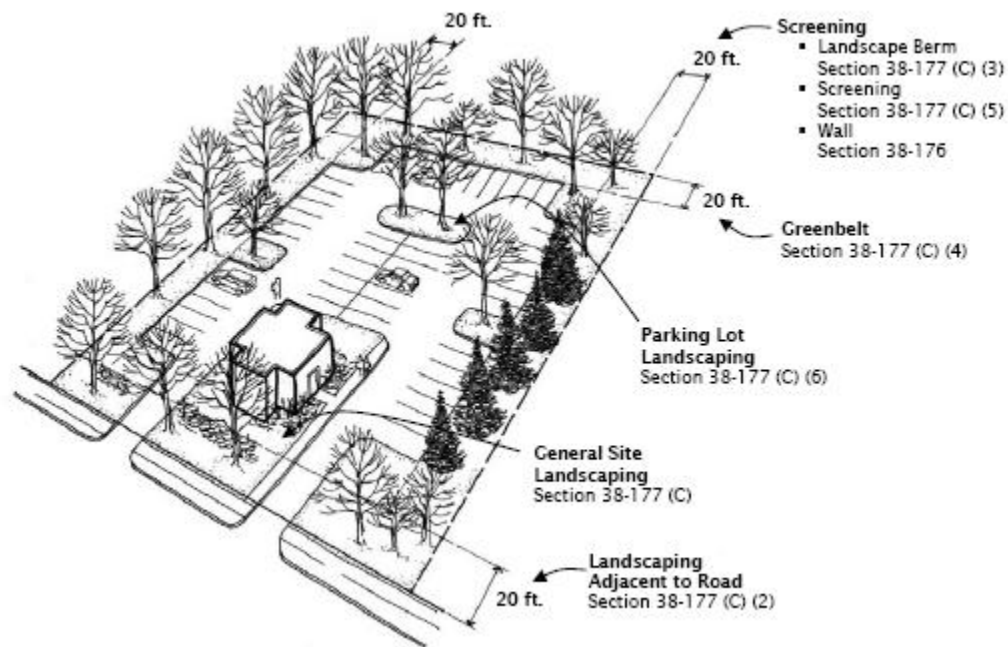 20 ft.
20 ft.
Screening
▪ Landscape Berm
Section 38-177 (C) (3)
▪ Screening
Section 38-177 (C) (5)
▪ Wall
Section 38-176
20 ft.
Greenbelt
Section 38-177 (C) (4)
Parking Lot
Landscaping
Section 38-177 (C) (6)
General Site
Landscaping
Section 38-177 (C)
Landscaping
Adjacent to Road
Section 38-177 (C) (2)
20 ft.